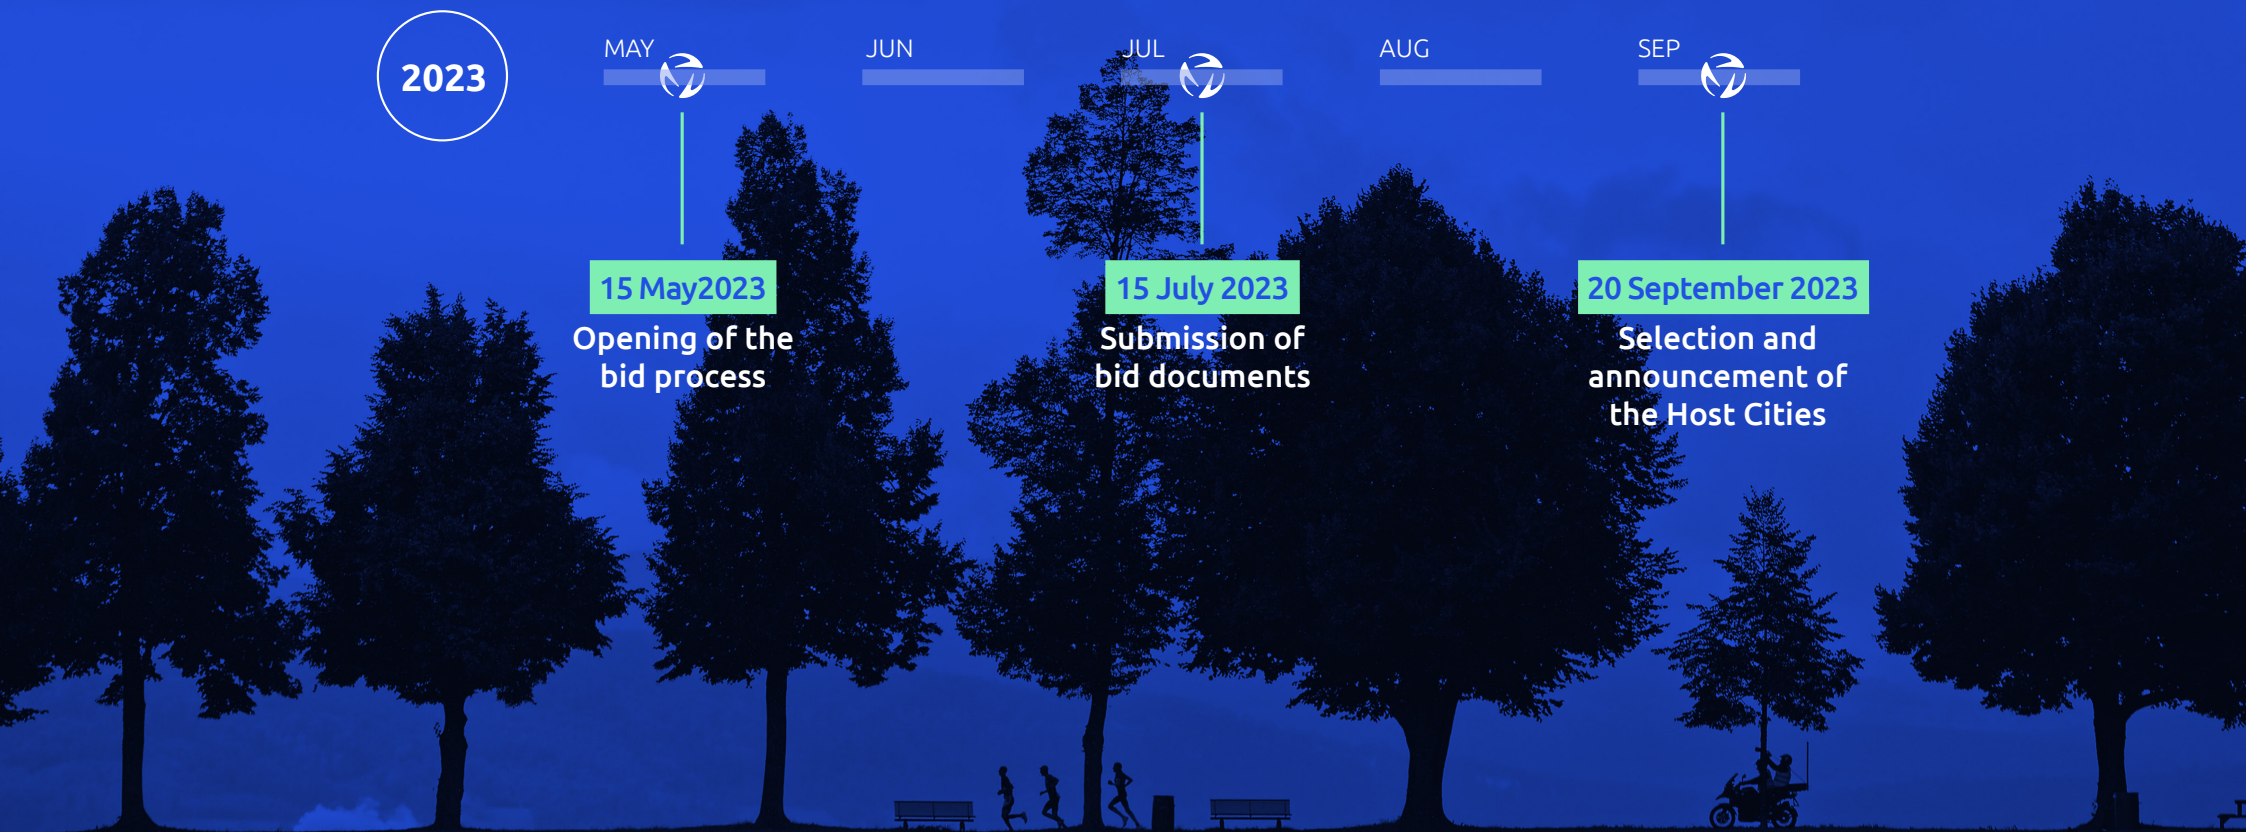 2023
MAY
JUN
JUL
AUG
SEP
15 May2023
Opening of the
bid process
15 July 2023
Submission of
bid documents
20 September 2023
Selection and
announcement of
the Host Cities